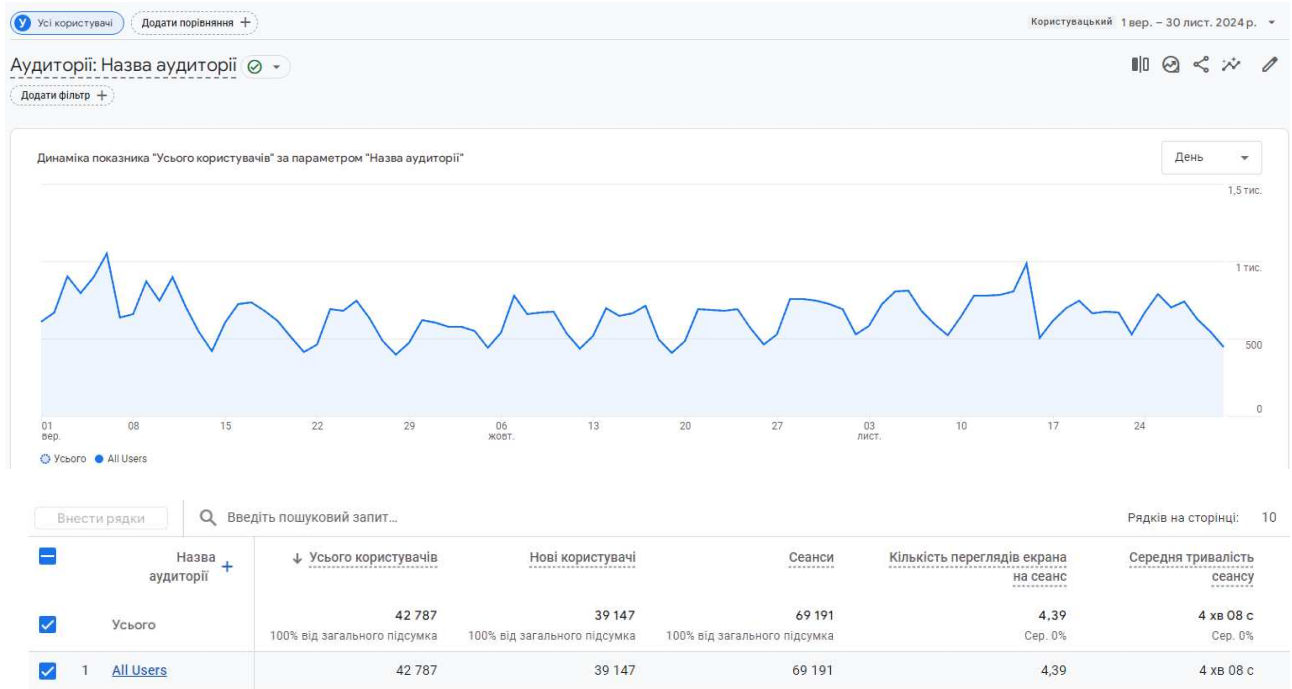 У Усі користувачі Додати порівняння + Користувацький 1 вер. – 30 лист. 2024 р.
Аудиторії: Назва аудиторії
Додати фільтр +
Динаміка показника "Усього користувачів" за параметром "Назва аудиторії" День
1,5 тис.
1 тис.
500
0
01 08 15 22 29 06 13 20 27 03 10 17 24
вер. жовт. лист.
Усього All Users
Внести рядки Введіть пошуковий запит... Рядків на сторінці: 10
Назва + ↓ Усього користувачів Нові користувачі Сеанси Кількість переглядів екрана Середня тривалість
аудиторії на сеанс сеансу
Усього 42 787 39 147 69 191 4,39 4 хв 08 с
100% від загального підсумка 100% від загального підсумка 100% від загального підсумка Сер. 0% Сер. 0%
1 All Users 42 787 39 147 69 191 4,39 4 хв 08 с